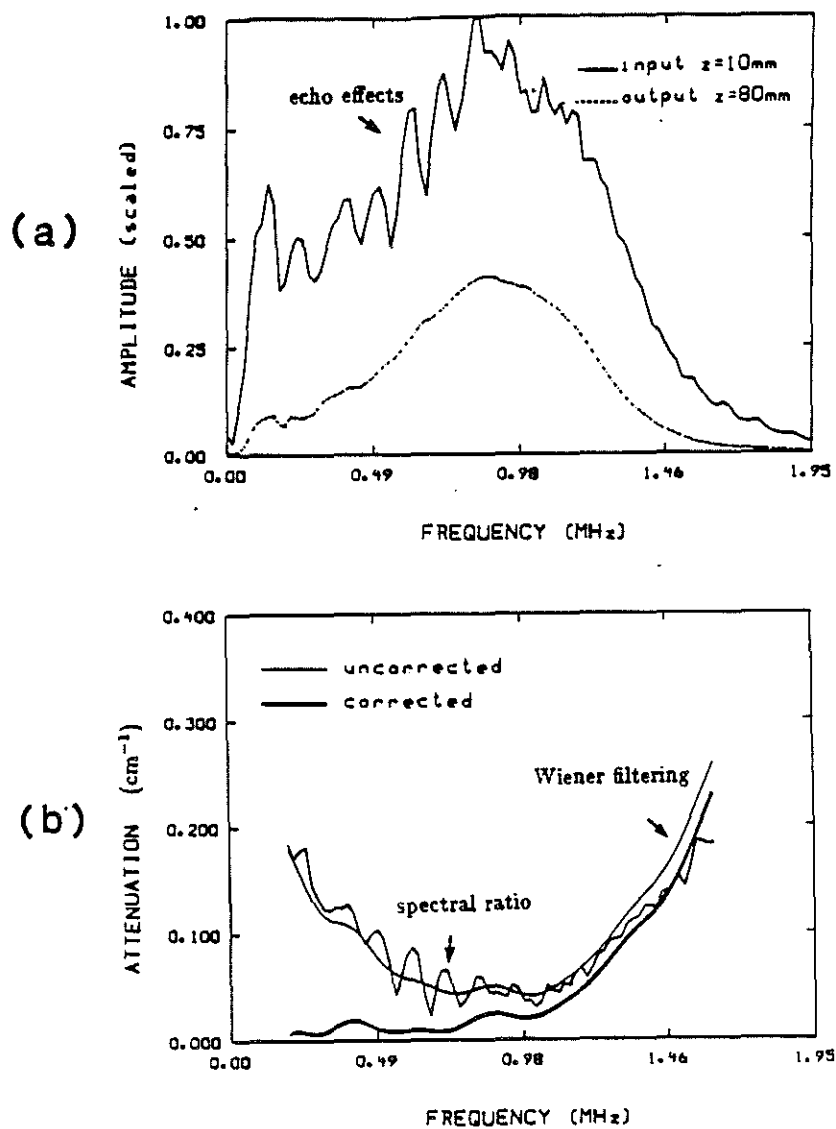 (a)
AMPLITUDE (scaled)
1.00
0.75
0.50
0.25
0.00
echo effects
input z=10mm
output z=80mm
0.00 0.49 0.98 1.46 1.95
FREQUENCY (MHz)
(b)
ATTENUATION (cm⁻¹)
0.400
0.300
0.200
0.100
0.000
uncorrected
corrected
Wiener filtering
spectral ratio
0.00 0.49 0.98 1.46 1.95
FREQUENCY (MHz)